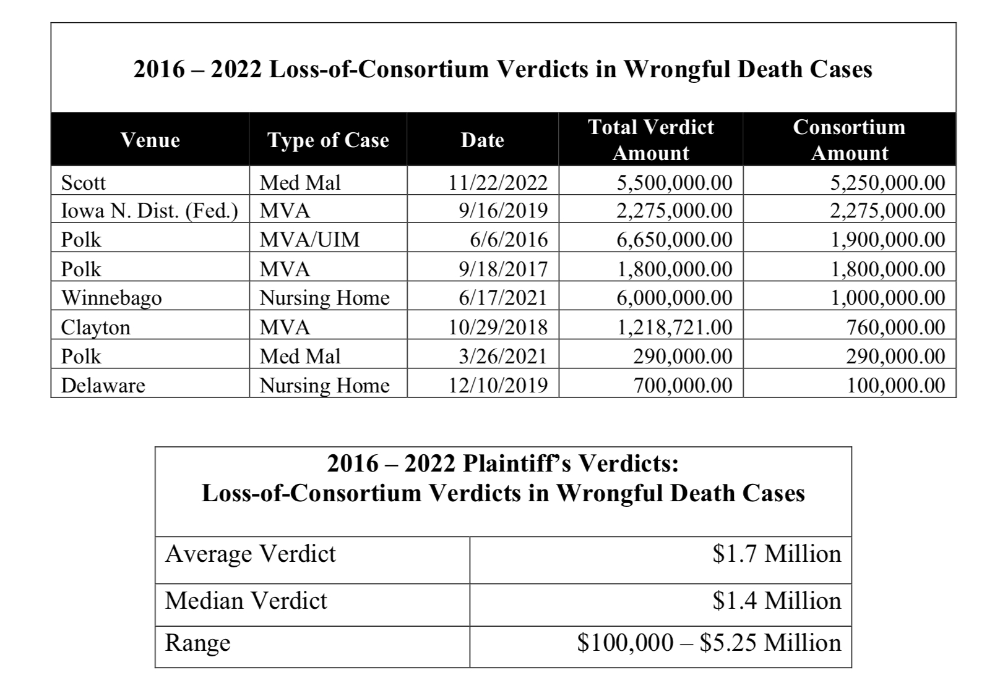 2016 – 2022 Loss-of-Consortium Verdicts in Wrongful Death Cases
Venue Type of Case Date Total Verdict Amount Consortium Amount
Scott Med Mal 11/22/2022 5,500,000.00 5,250,000.00
Iowa N. Dist. (Fed.) MVA 9/16/2019 2,275,000.00 2,275,000.00
Polk MVA/UIM 6/6/2016 6,650,000.00 1,900,000.00
Polk MVA 9/18/2017 1,800,000.00 1,800,000.00
Winnebago Nursing Home 6/17/2021 6,000,000.00 1,000,000.00
Clayton MVA 10/29/2018 1,218,721.00 760,000.00
Polk Med Mal 3/26/2021 290,000.00 290,000.00
Delaware Nursing Home 12/10/2019 700,000.00 100,000.00
2016 – 2022 Plaintiff’s Verdicts:
Loss-of-Consortium Verdicts in Wrongful Death Cases
Average Verdict $1.7 Million
Median Verdict $1.4 Million
Range $100,000 – $5.25 Million